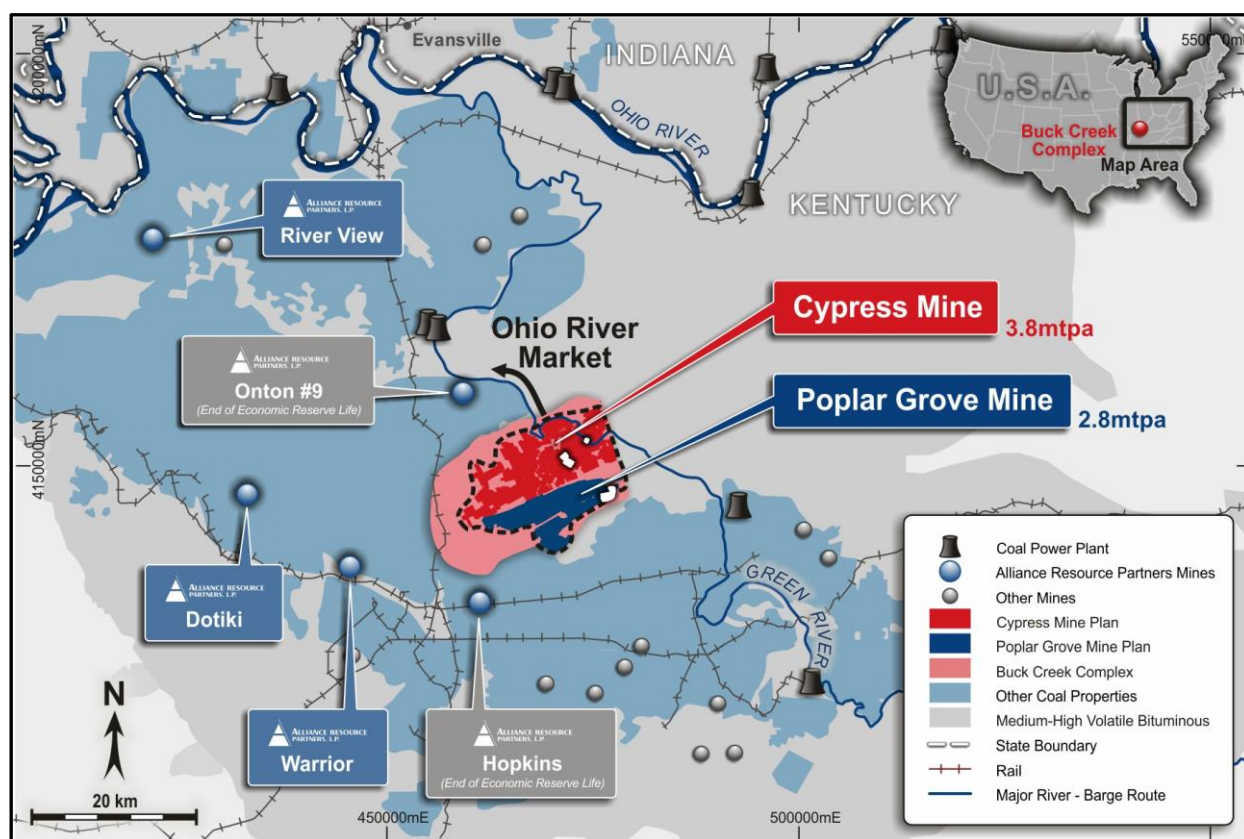 Evansville
INDIANA
OHIO RIVER
KENTUCKY
550000mE
4200000mN
U.S.A.
Buck Creek
Complex
Map Area
ALLIANCE RESOURCE
PARTNERS, L.P.
River View
Cypress Mine
3.8mtpa
Ohio River
Market
ALLIANCE RESOURCE
PARTNERS, L.P.
Onton #9
(End of Economic Reserve Life)
Poplar Grove Mine
2.8mtpa
4150000mN
ALLIANCE RESOURCE
PARTNERS, L.P.
Dotiki
ALLIANCE RESOURCE
PARTNERS, L.P.
Warrior
ALLIANCE RESOURCE
PARTNERS, L.P.
Hopkins
(End of Economic Reserve Life)
GREEN RIVER
Coal Power Plant
Alliance Resource Partners Mines
Other Mines
Cypress Mine Plan
Poplar Grove Mine Plan
Buck Creek Complex
Other Coal Properties
Medium-High Volatile Bituminous
State Boundary
Rail
Major River - Barge Route
N
20 km
450000mE
500000mE